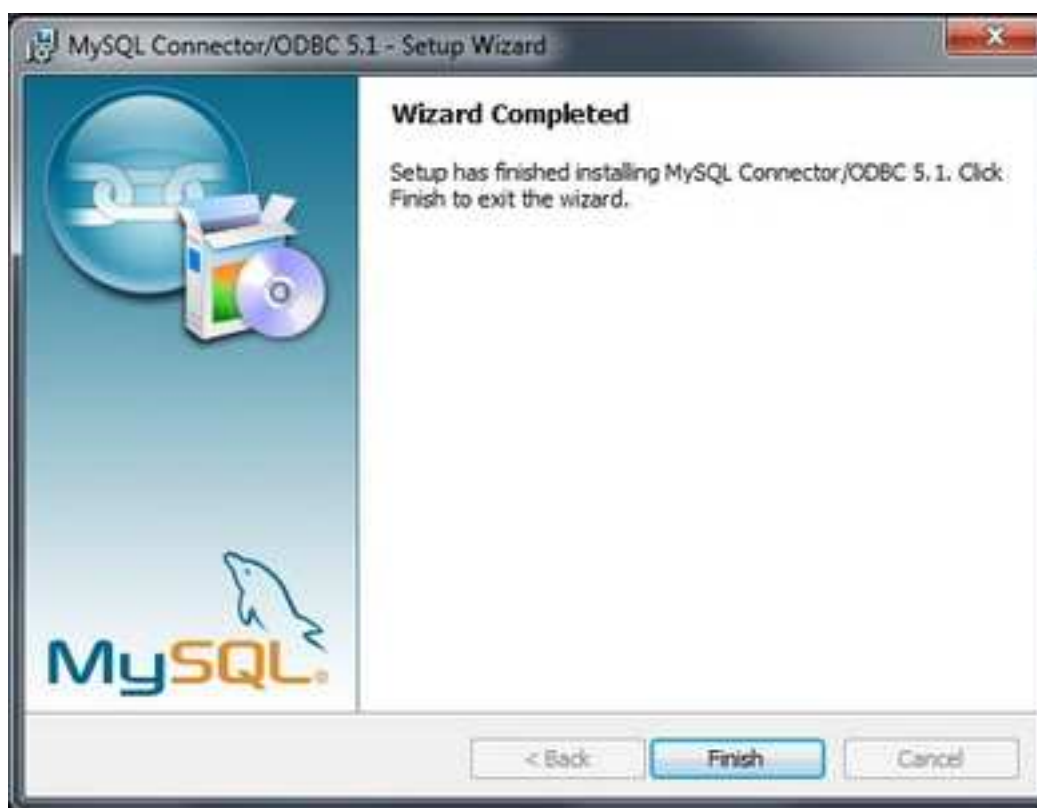 MySQL Connector/ODBC 5.1 - Setup Wizard
Wizard Completed
Setup has finished installing MySQL Connector/ODBC 5.1. Click
Finish to exit the wizard.
MySQL®
< Back
Finish
Cancel